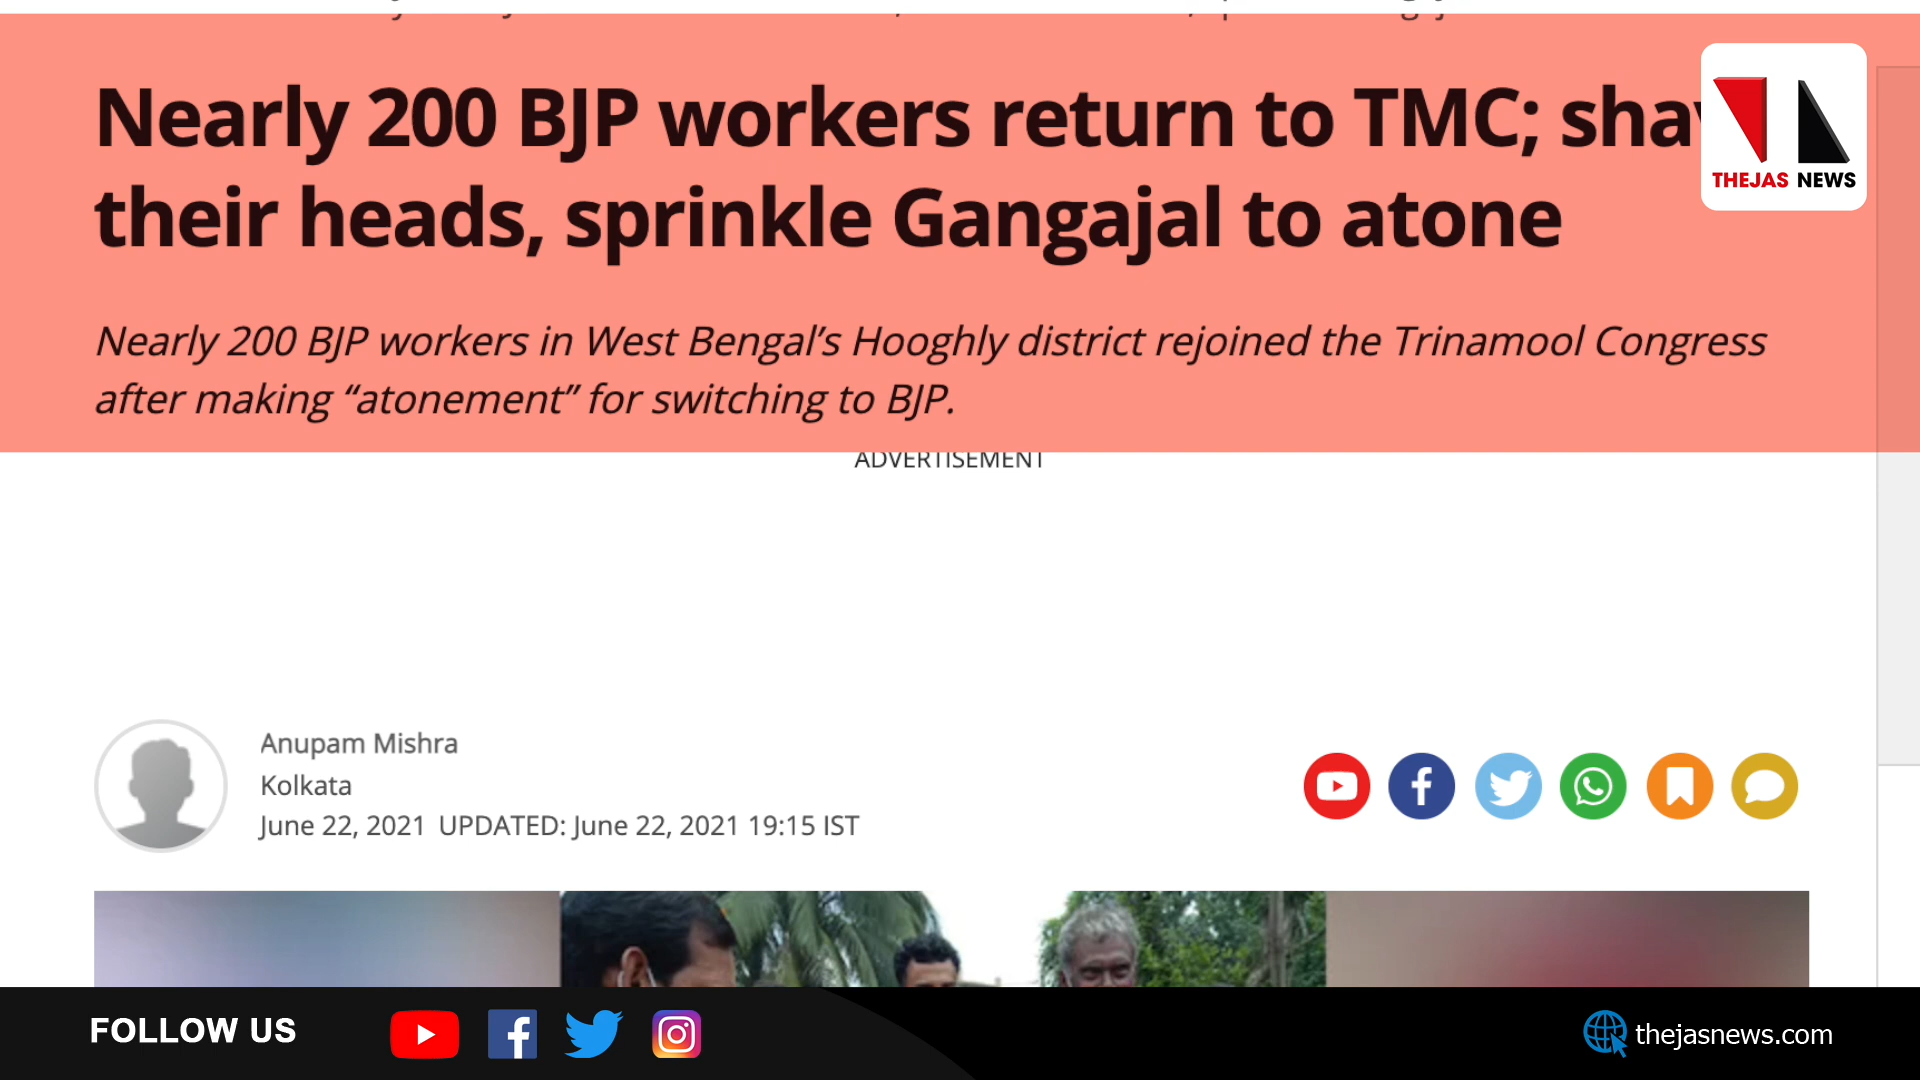 Nearly 200 BJP workers return to TMC; sha
their heads, sprinkle Gangajal to atone
THEJAS NEWS
Nearly 200 BJP workers in West Bengal’s Hooghly district rejoined the Trinamool Congress
after making “atonement” for switching to BJP.
ADVERTISEMENT
Anupam Mishra
Kolkata
June 22, 2021 UPDATED: June 22, 2021 19:15 IST
FOLLOW US
thejasnews.com